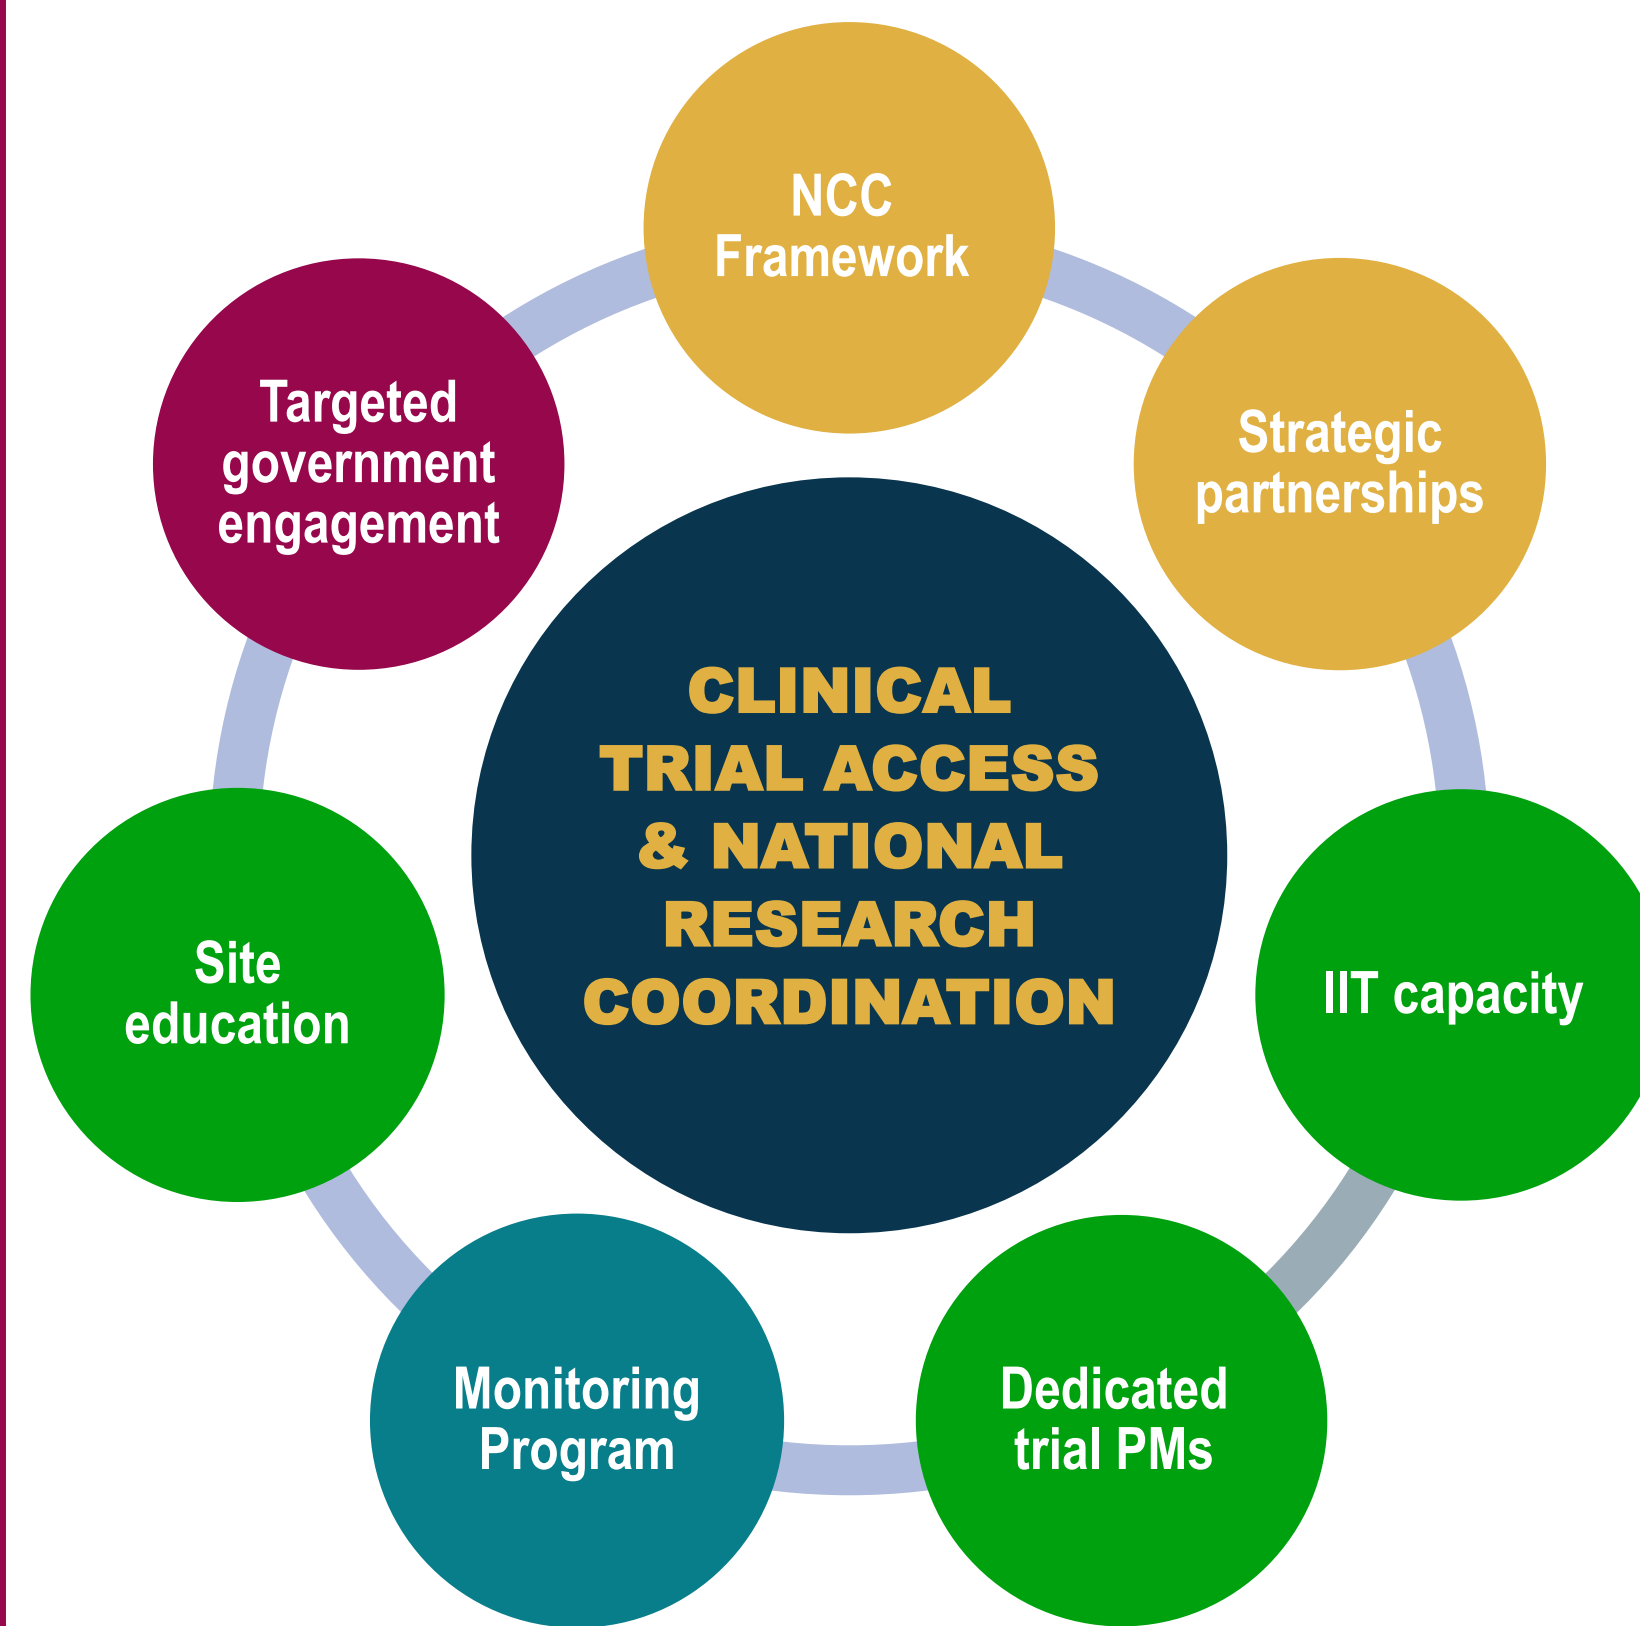 NCC
Framework
Strategic
partnerships
IIT capacity
Dedicated
trial PMs
Monitoring
Program
Site
education
Targeted
government
engagement
CLINICAL
TRIAL ACCESS
& NATIONAL
RESEARCH
COORDINATION